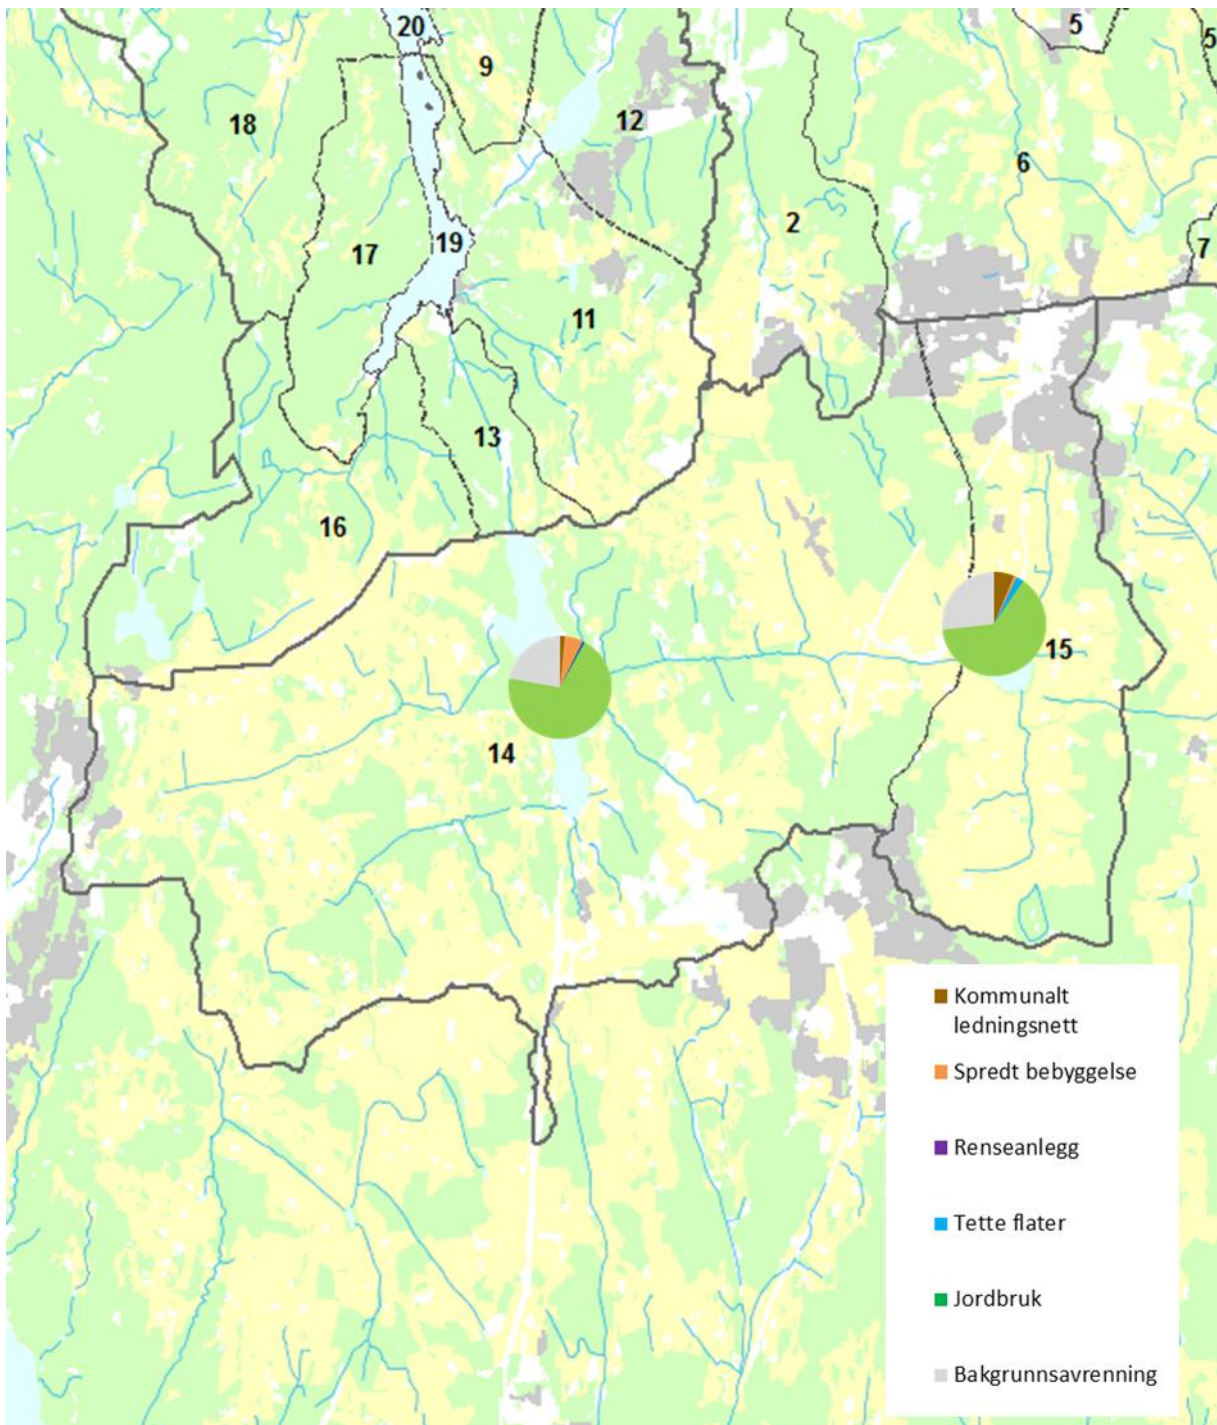 20
5
5
9
18
12
6
2
7
17
19
11
13
16
15
14
Kommunalt
ledningsnett
Spredt bebyggelse
Renseanlegg
Tette flater
Jordbruk
Bakgrunnsavrenning